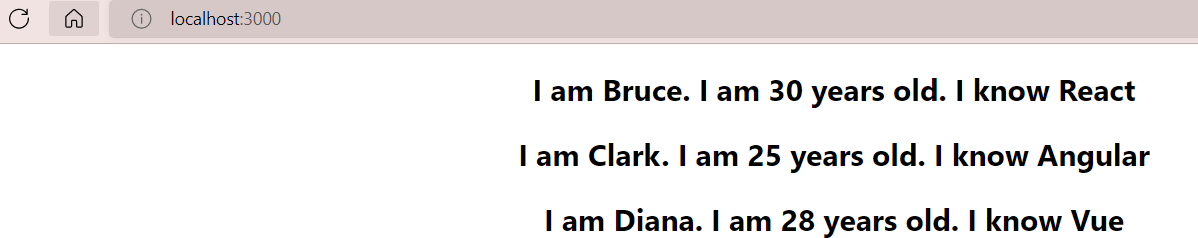 localhost:3000
I am Bruce. I am 30 years old. I know React
I am Clark. I am 25 years old. I know Angular
I am Diana. I am 28 years old. I know Vue